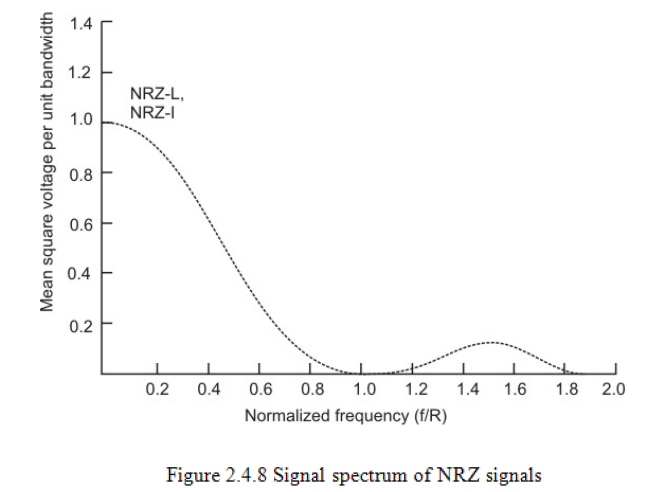 Mean square voltage per unit bandwidth
1.4
1.2
1.0
0.8
0.6
0.4
0.2
NRZ-L,
NRZ-I
0.2 0.4 0.6 0.8 1.0 1.2 1.4 1.6 1.8 2.0
Normalized frequency (f/R)
Figure 2.4.8 Signal spectrum of NRZ signals